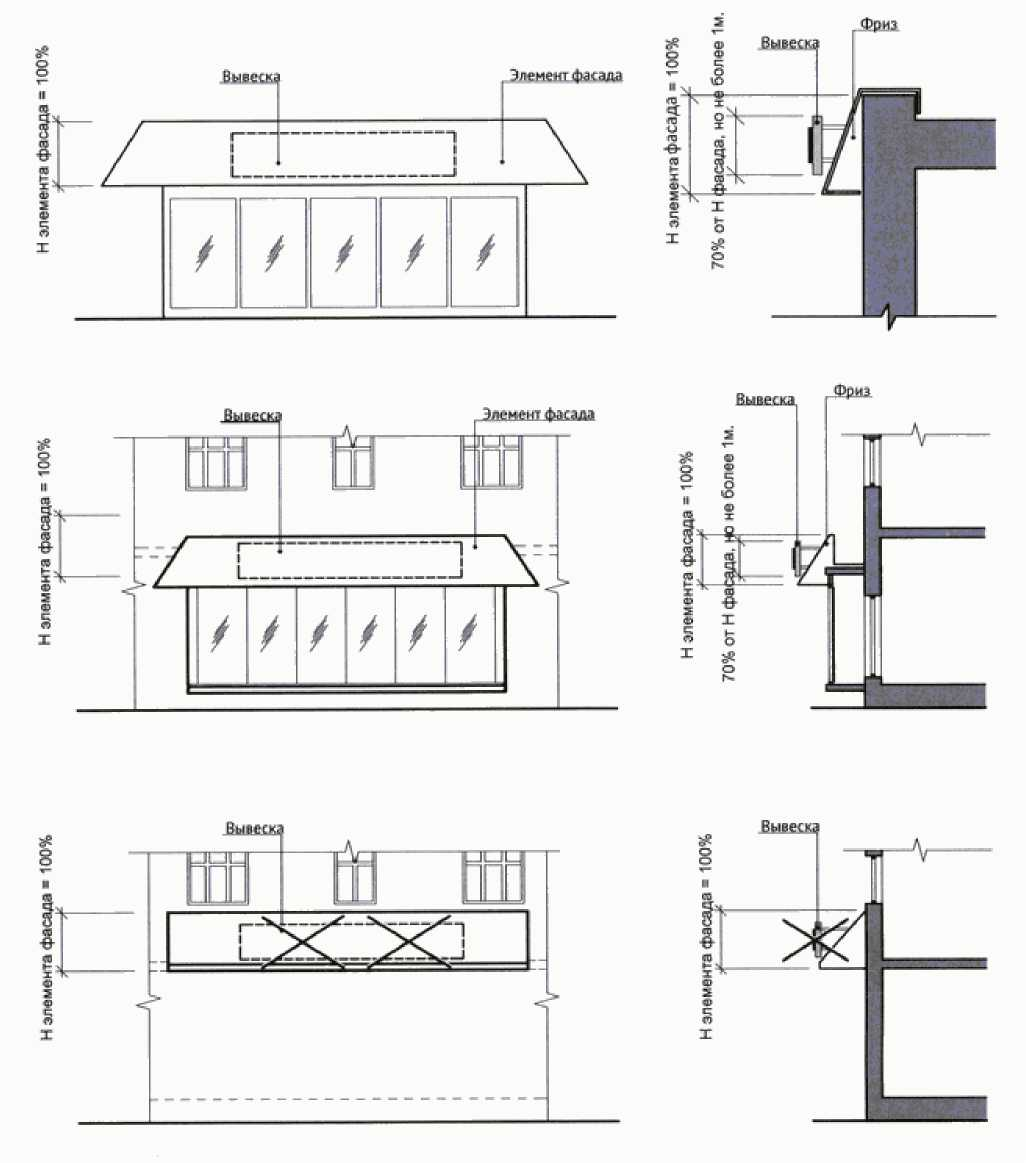 Н элемента фасада = 100%
Вывеска
Элемент фасада
Н элемента фасада = 100%
70% от Н фасада, но не более 1м.
Вывеска
Фриз
Н элемента фасада = 100%
Вывеска
Элемент фасада
Н элемента фасада = 100%
70% от Н фасада, но не более 1м.
Вывеска
Фриз
Н элемента фасада = 100%
Вывеска
Н элемента фасада = 100%
Вывеска